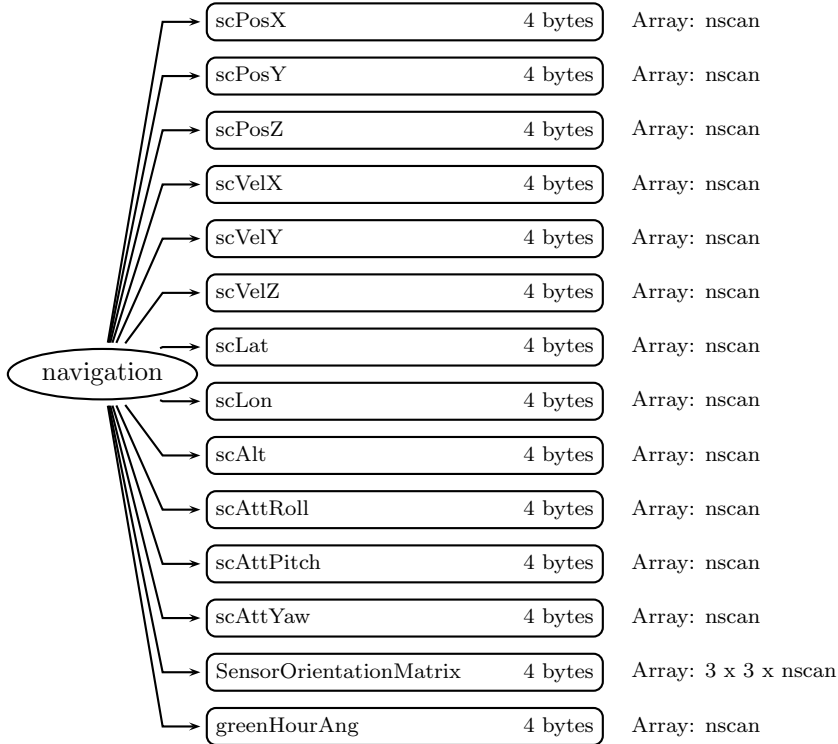 scPosX 4 bytes Array: nscan
scPosY 4 bytes Array: nscan
scPosZ 4 bytes Array: nscan
scVelX 4 bytes Array: nscan
scVelY 4 bytes Array: nscan
scVelZ 4 bytes Array: nscan
scLat 4 bytes Array: nscan
navigation
scLon 4 bytes Array: nscan
scAlt 4 bytes Array: nscan
scAttRoll 4 bytes Array: nscan
scAttPitch 4 bytes Array: nscan
scAttYaw 4 bytes Array: nscan
SensorOrientationMatrix 4 bytes Array: 3 x 3 x nscan
greenHourAng 4 bytes Array: nscan